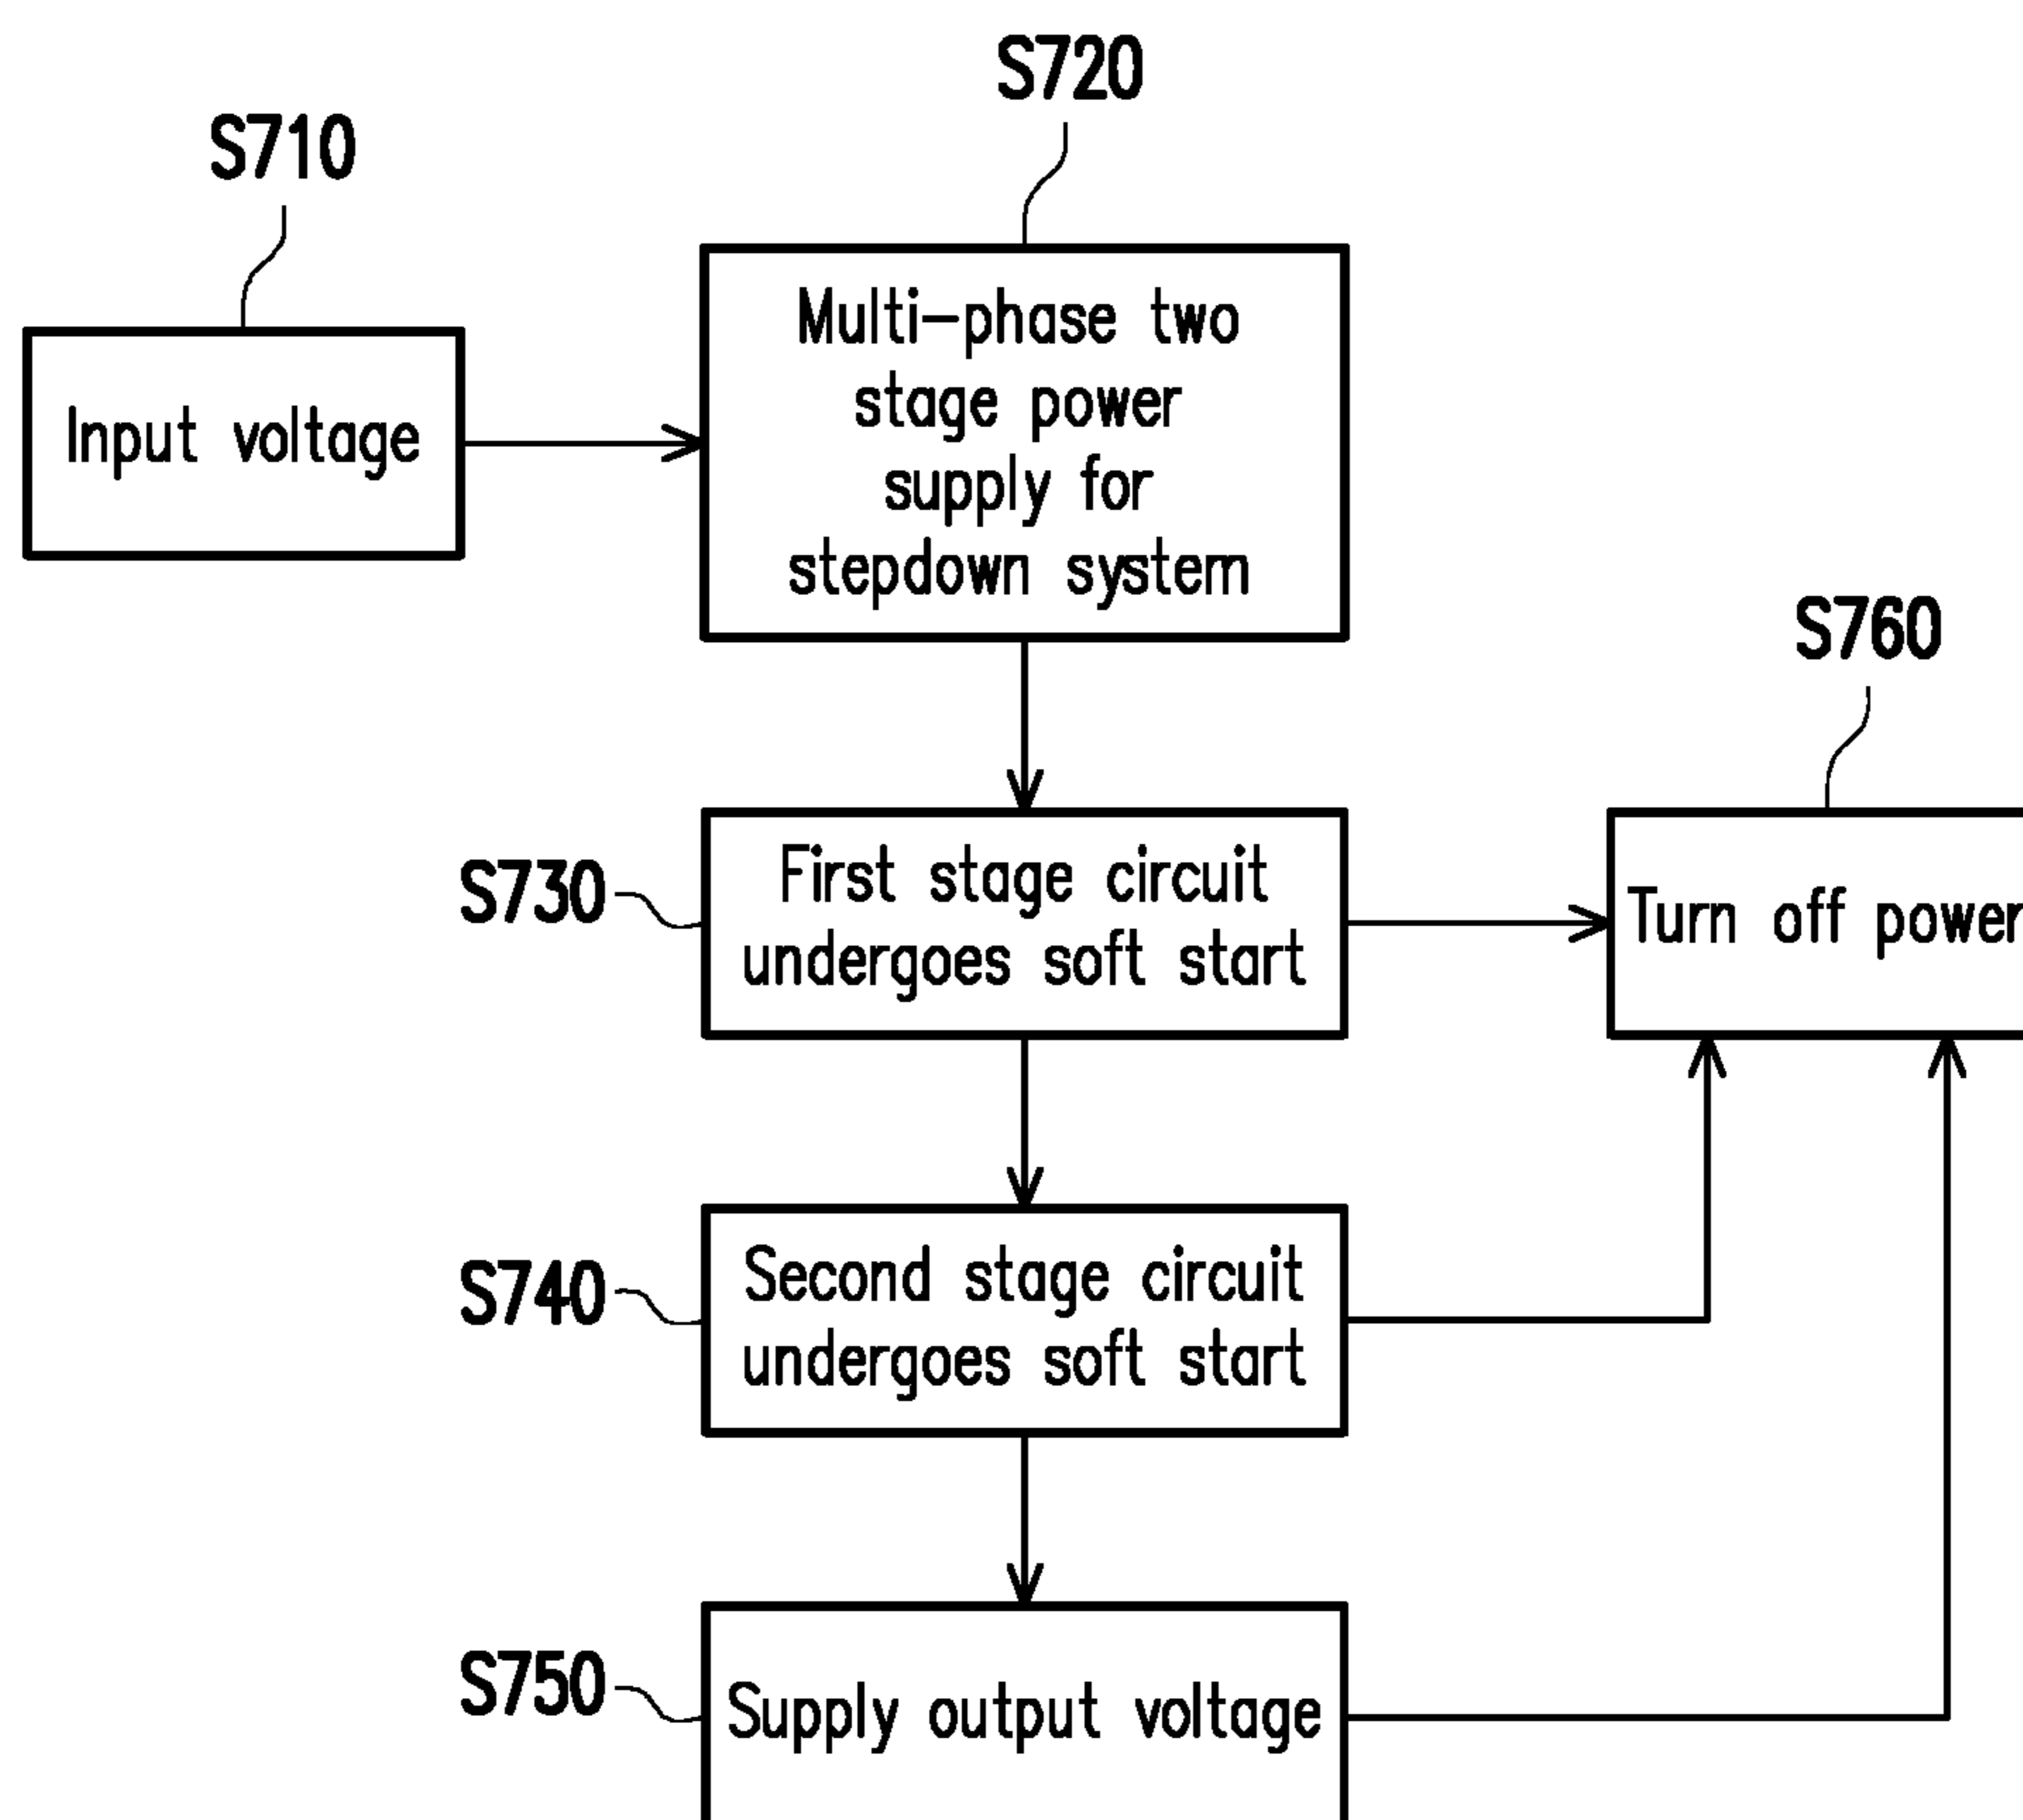 S710
Input voltage
S720
Multi-phase two
stage power
supply for
stepdown system
S730
First stage circuit
undergoes soft start
S760
Turn off power
S740
Second stage circuit
undergoes soft start
S750
Supply output voltage